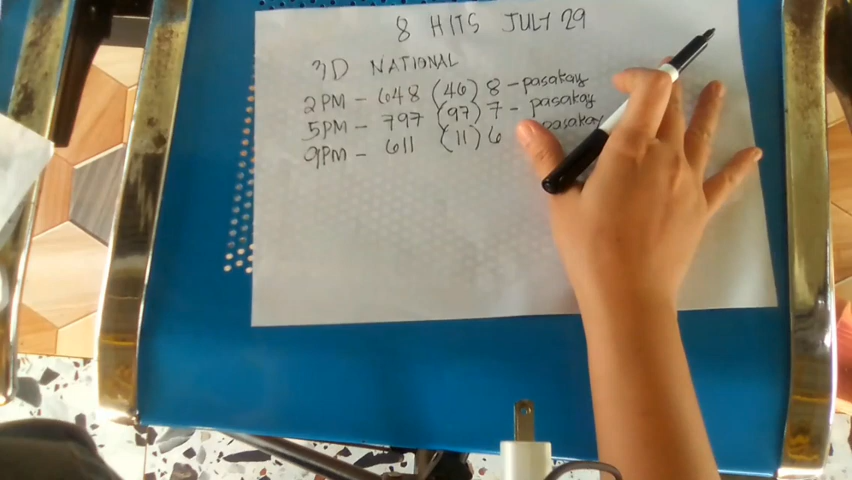 8 HITS JULY 29
3D NATIONAL
2PM - 648 (46) 8 - pasakay
5PM - 797 (97) 7 - pasakay
9PM - 611 (11) 6 pasakay